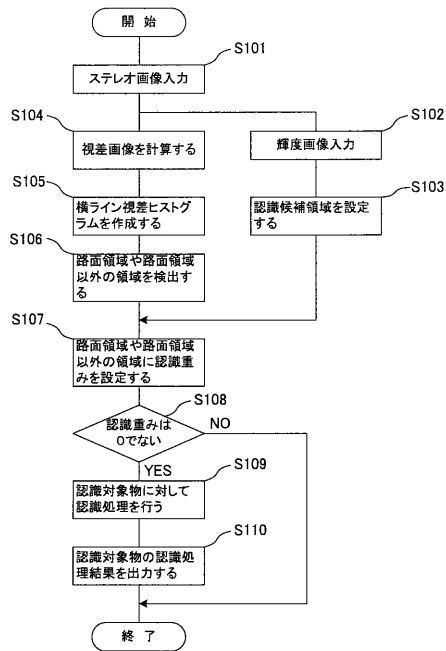 開 始
S101
ステレオ画像入力
S104
視差画像を計算する
S102
輝度画像入力
S105
横ライン視差ヒストグ
ラムを作成する
S103
認識候補領域を設定
する
S106
路面領域や路面領域
以外の領域を検出す
る
S107
路面領域や路面領域
以外の領域に認識重
みを設定する
S108
認識重みは
0でない
NO
YES
S109
認識対象物に対して
認識処理を行う
S110
認識対象物の認識処
理結果を出力する
終 了